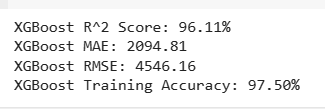 XGBoost R^2 Score: 96.11%
XGBoost MAE: 2094.81
XGBoost RMSE: 4546.16
XGBoost Training Accuracy: 97.50%